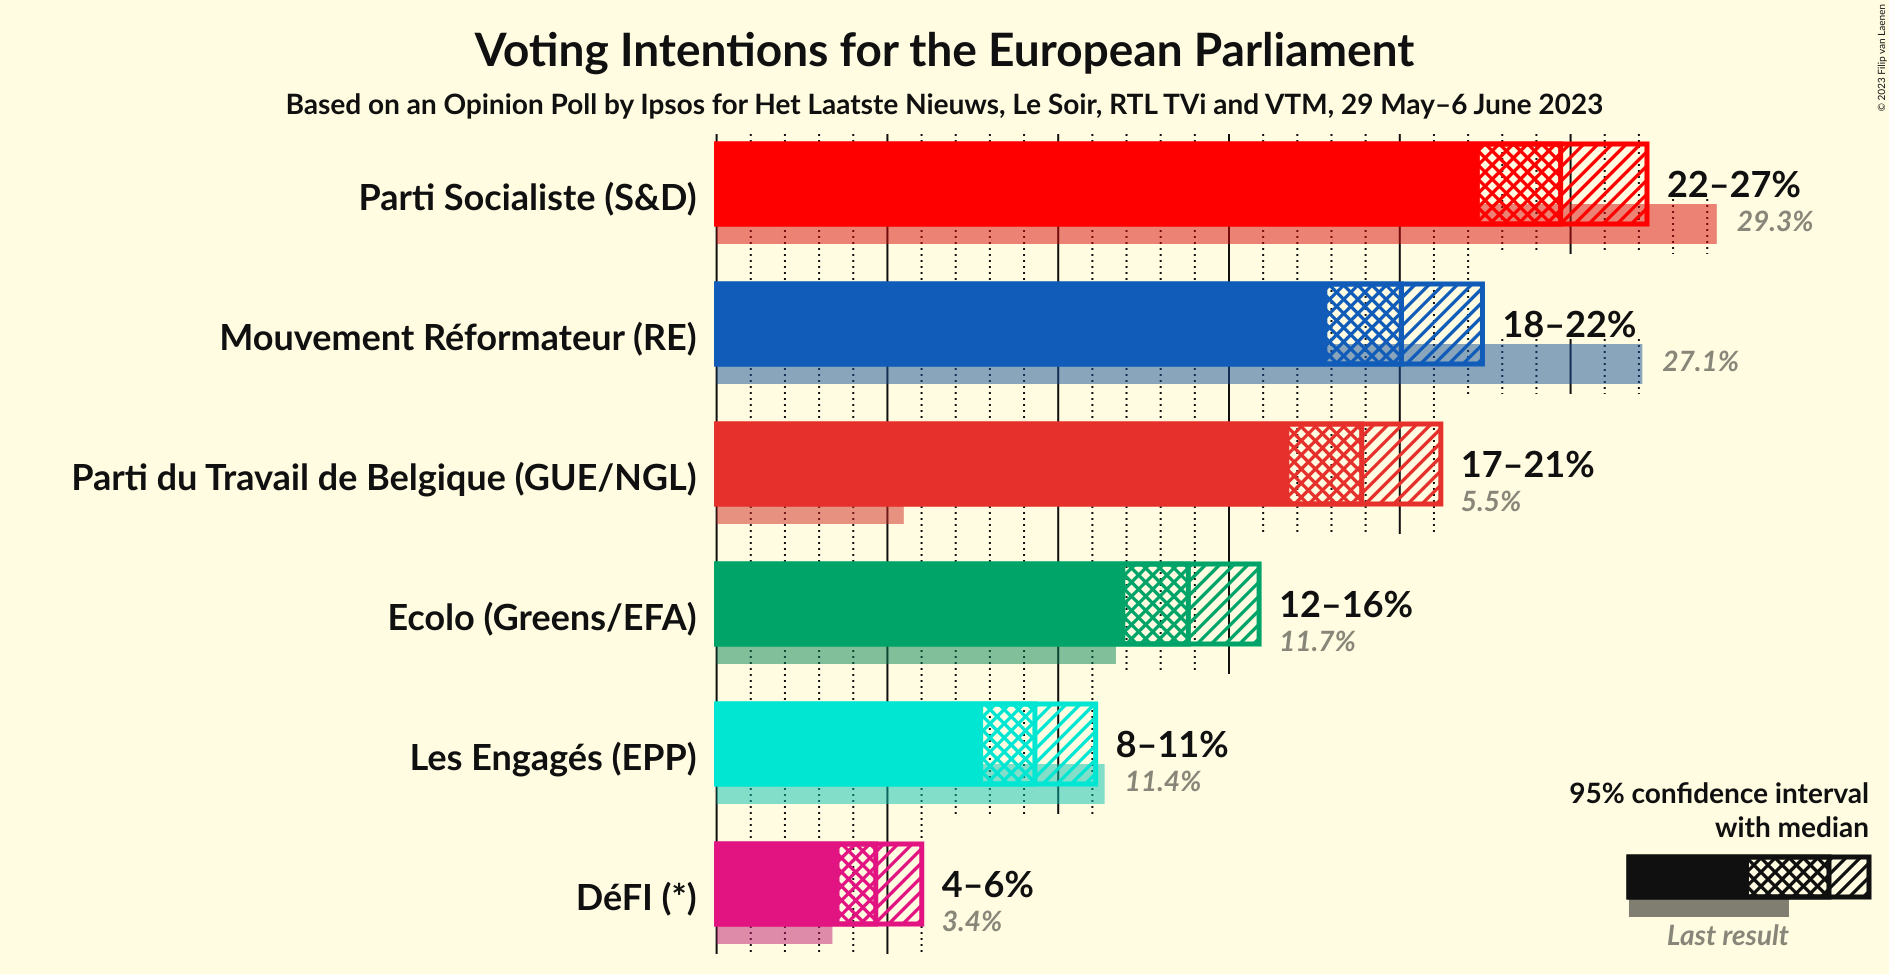 Voting Intentions for the European Parliament
Based on an Opinion Poll by Ipsos for Het Laatste Nieuws, Le Soir, RTL TVi and VTM, 29 May–6 June 2023
© 2023 Filip van Laenen
Parti Socialiste (S&D)
22–27%
29.3%
Mouvement Réformateur (RE)
18–22%
27.1%
Parti du Travail de Belgique (GUE/NGL)
17–21%
5.5%
Ecolo (Greens/EFA)
12–16%
11.7%
Les Engagés (EPP)
8–11%
11.4%
DéFI (*)
4–6%
3.4%
95% confidence interval
with median
Last result